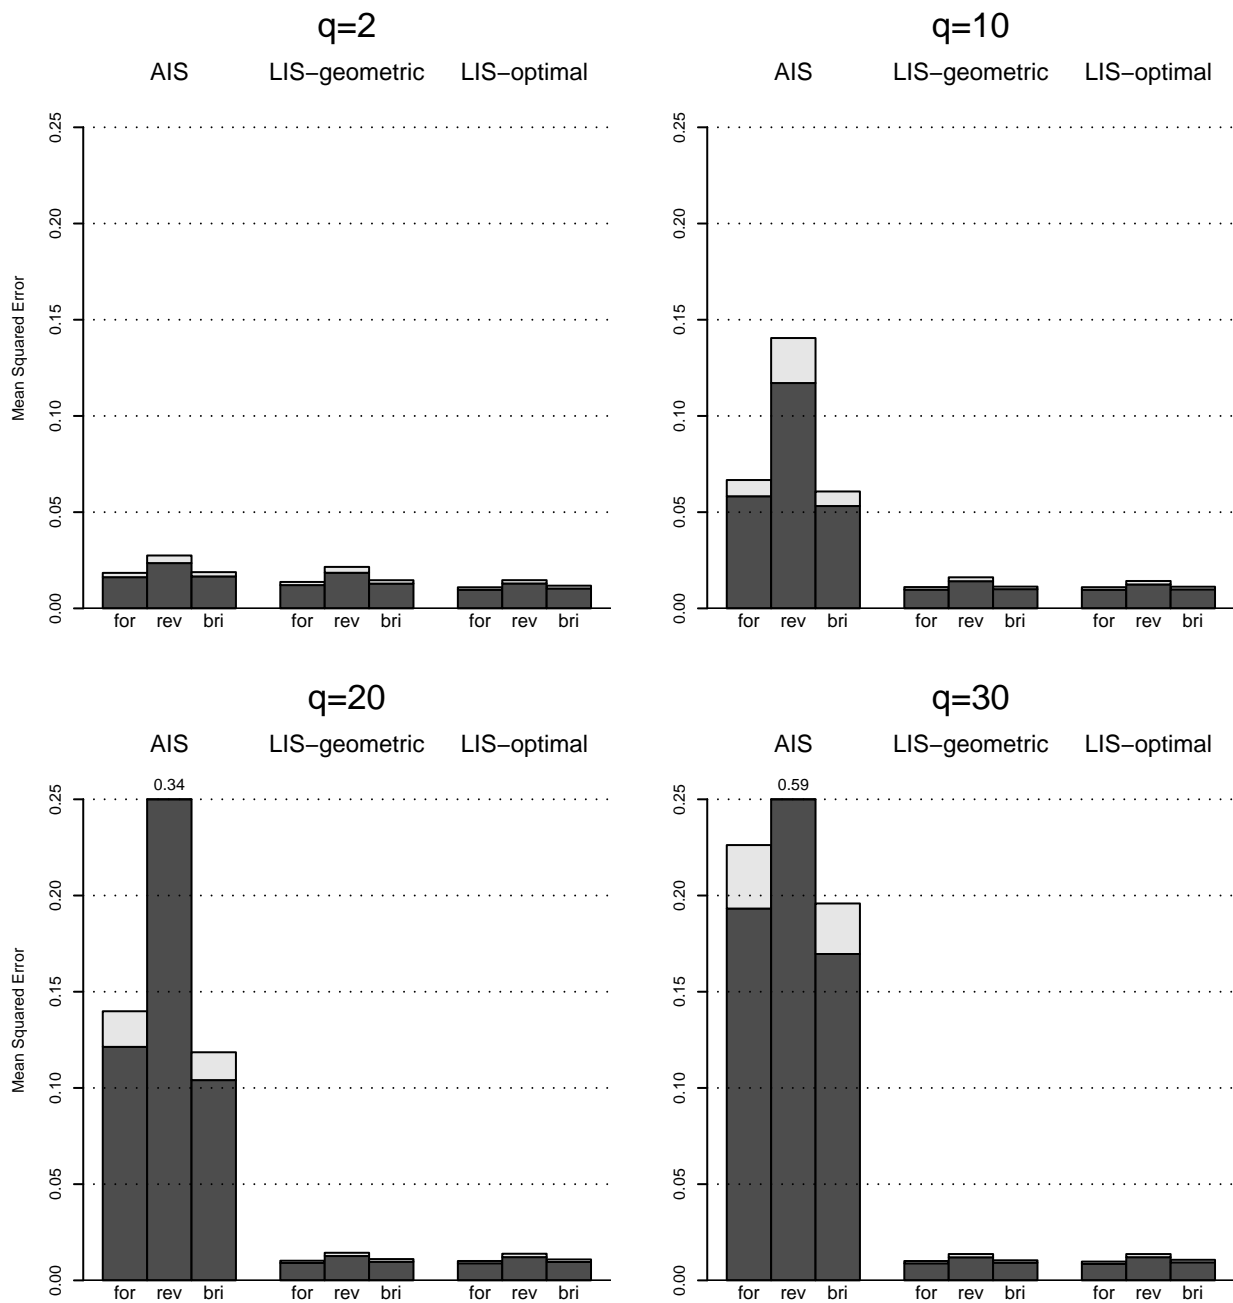 q=2
AIS LIS−geometric LIS−optimal
Mean Squared Error
0.25
0.20
0.15
0.10
0.05
0.00
for rev bri for rev bri for rev bri
q=10
AIS LIS−geometric LIS−optimal
0.25
0.20
0.15
0.10
0.05
0.00
for rev bri for rev bri for rev bri
q=20
AIS LIS−geometric LIS−optimal
0.34
Mean Squared Error
0.25
0.20
0.15
0.10
0.05
0.00
for rev bri for rev bri for rev bri
q=30
AIS LIS−geometric LIS−optimal
0.59
0.25
0.20
0.15
0.10
0.05
0.00
for rev bri for rev bri for rev bri